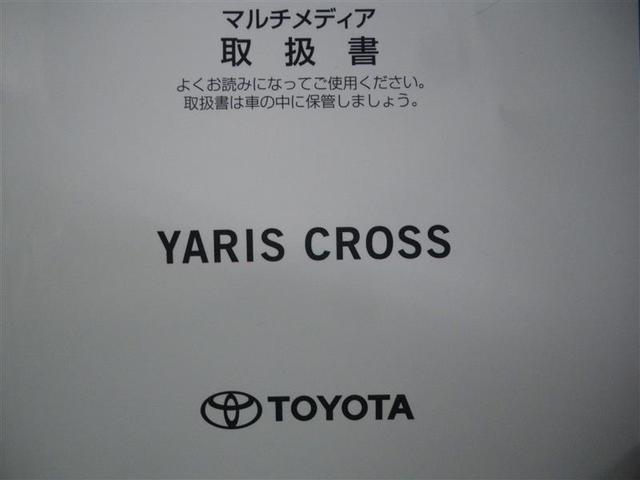 マルチメディア
取扱書
よくお読みになってご使用ください。
取扱書は車の中に保管しましょう。
YARIS CROSS
TOYOTA